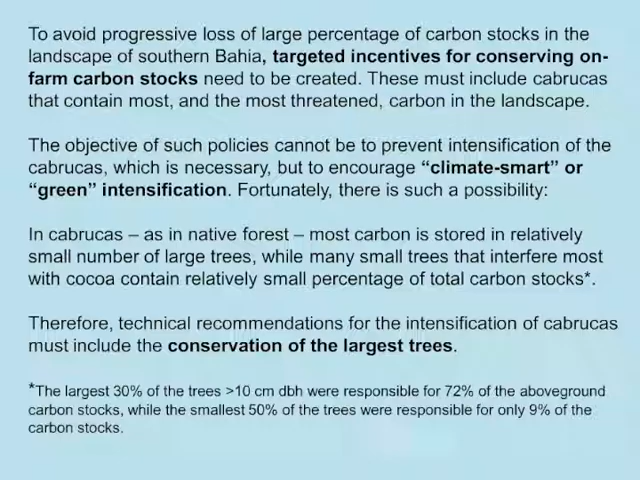 To avoid progressive loss of large percentage of carbon stocks in the
landscape of southern Bahia, targeted incentives for conserving on-
farm carbon stocks need to be created. These must include cabrucas
that contain most, and the most threatened, carbon in the landscape.
The objective of such policies cannot be to prevent intensification of the
cabrucas, which is necessary, but to encourage “climate-smart” or
“green” intensification. Fortunately, there is such a possibility:
In cabrucas – as in native forest – most carbon is stored in relatively
small number of large trees, while many small trees that interfere most
with cocoa contain relatively small percentage of total carbon stocks*.
Therefore, technical recommendations for the intensification of cabrucas
must include the conservation of the largest trees.
*The largest 30% of the trees >10 cm dbh were responsible for 72% of the aboveground
carbon stocks, while the smallest 50% of the trees were responsible for only 9% of the
carbon stocks.